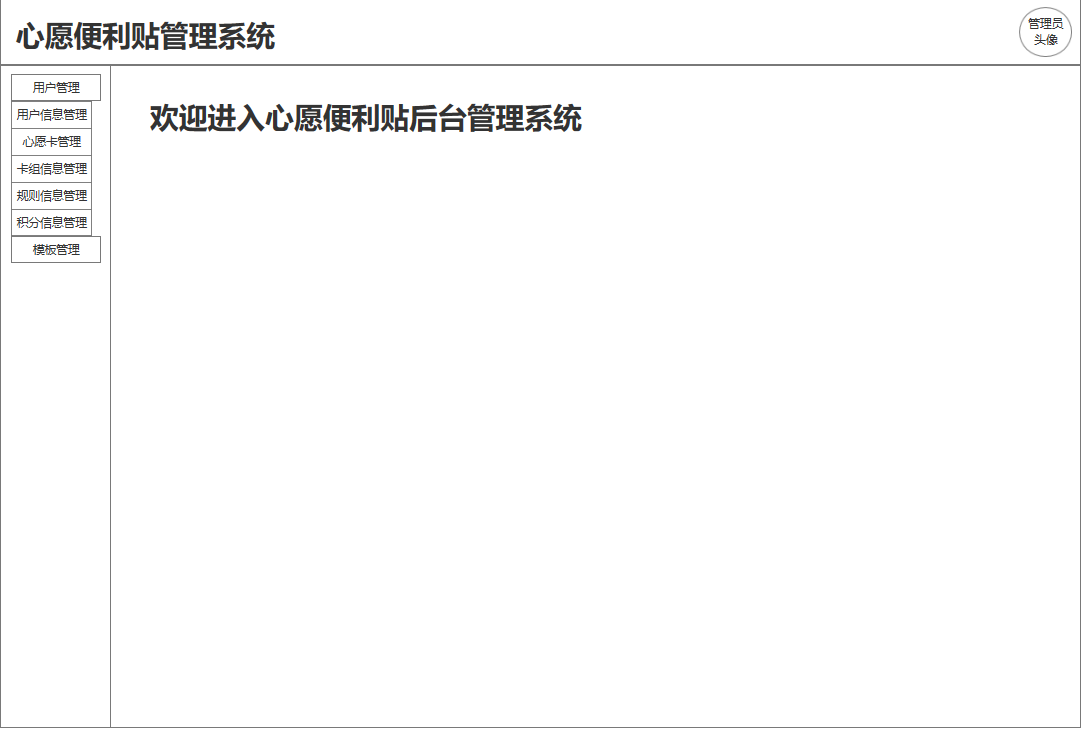 心愿便利贴管理系统
管理员
头像
用户管理
用户信息管理
心愿卡管理
卡组信息管理
规则信息管理
积分信息管理
模板管理
欢迎进入心愿便利贴后台管理系统